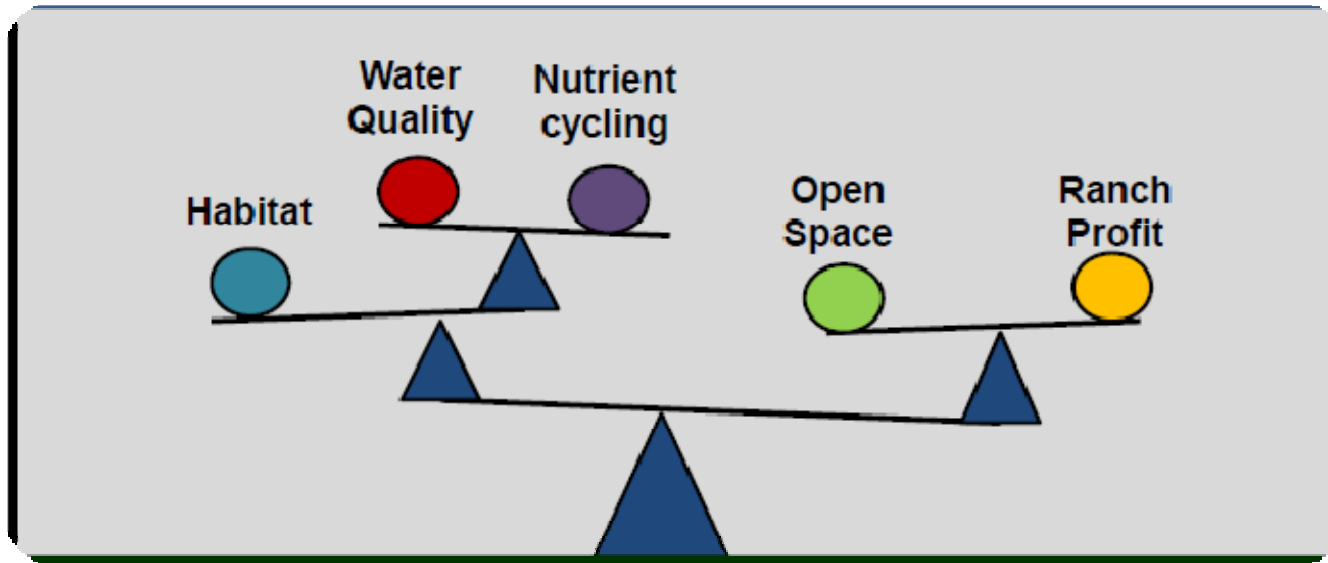 Water
Quality
Nutrient
cycling
Habitat
Open
Space
Ranch
Profit